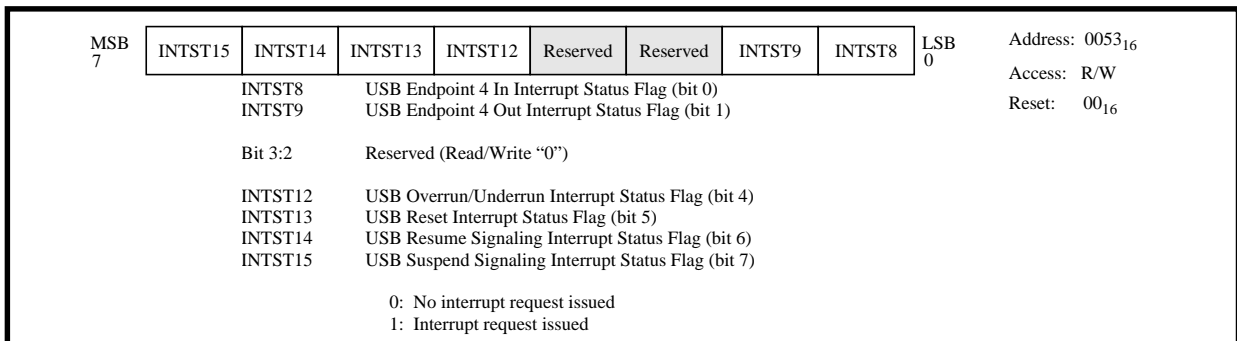 MSB 7 INTST15 INTST14 INTST13 INTST12 Reserved Reserved INTST9 INTST8 LSB 0
Address: 0053₁₆
Access: R/W
Reset: 00₁₆
INTST8 USB Endpoint 4 In Interrupt Status Flag (bit 0)
INTST9 USB Endpoint 4 Out Interrupt Status Flag (bit 1)
Bit 3:2 Reserved (Read/Write “0”)
INTST12 USB Overrun/Underrun Interrupt Status Flag (bit 4)
INTST13 USB Reset Interrupt Status Flag (bit 5)
INTST14 USB Resume Signaling Interrupt Status Flag (bit 6)
INTST15 USB Suspend Signaling Interrupt Status Flag (bit 7)
0: No interrupt request issued
1: Interrupt request issued